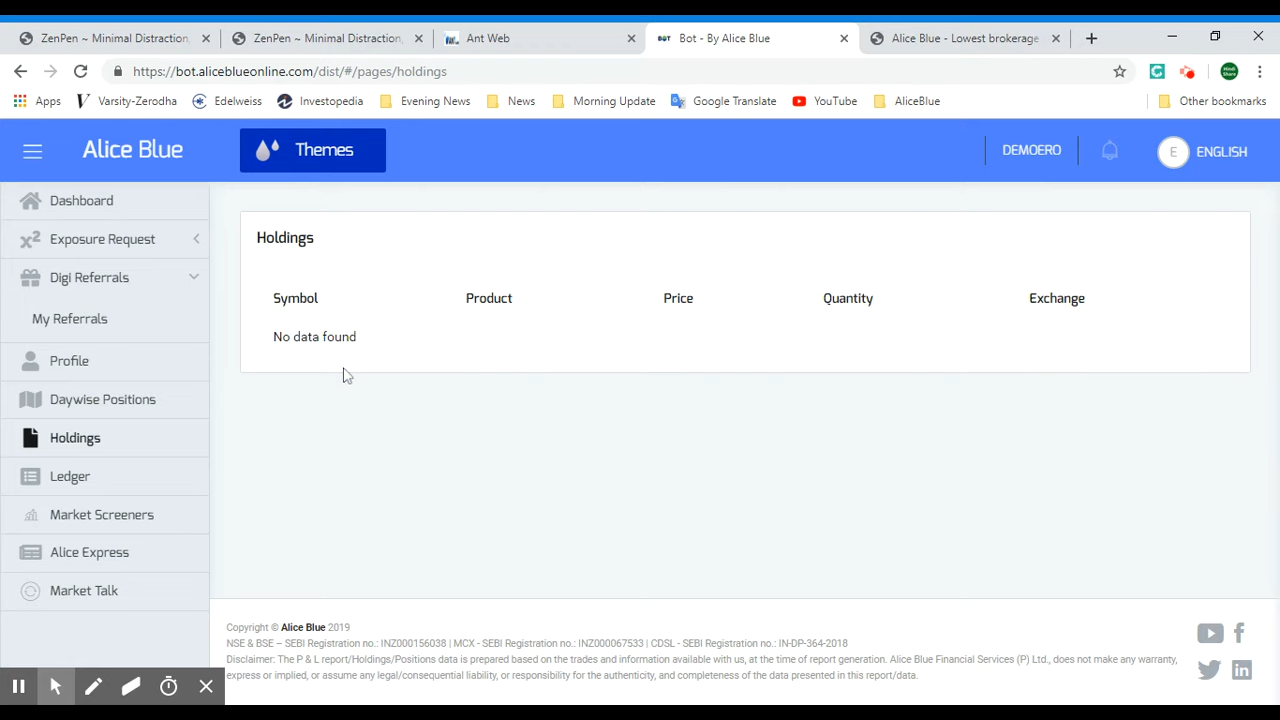 ZenPen ~ Minimal Distraction,
ZenPen ~ Minimal Distraction,
Ant Web
BOT Bot - By Alice Blue
Alice Blue - Lowest brokerage
https://bot.aliceblueonline.com/dist/#/pages/holdings
Apps
Varsity-Zerodha
Edelweiss
Investopedia
Evening News
News
Morning Update
Google Translate
YouTube
AliceBlue
Other bookmarks
Alice Blue
Themes
DEMOERO
E ENGLISH
Dashboard
x² Exposure Request
Digi Referrals
My Referrals
Profile
Daywise Positions
Holdings
Ledger
Market Screeners
Alice Express
Market Talk
Holdings
Symbol Product Price Quantity Exchange
No data found
Copyright © Alice Blue 2019
NSE & BSE – SEBI Registration no.: INZ000156038 | MCX - SEBI Registration no.: INZ000067533 | CDSL - SEBI Registration no.: IN-DP-364-2018
Disclaimer: The P & L report/Holdings/Positions data is prepared based on the trades and information available with us, at the time of report generation. Alice Blue Financial Services (P) Ltd., does not make any warranty,
express or implied, or assume any legal/consequential liability, or responsibility for the authenticity, and completeness of the data presented in this report/data.